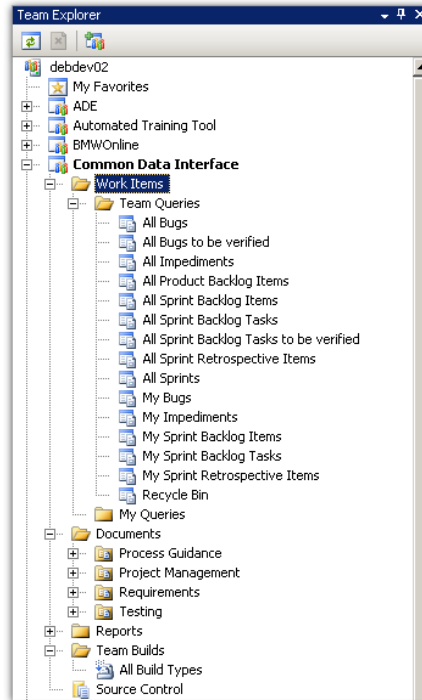 Team Explorer
debdev02
My Favorites
ADE
Automated Training Tool
BMWOnline
Common Data Interface
Work Items
Team Queries
All Bugs
All Bugs to be verified
All Impediments
All Product Backlog Items
All Sprint Backlog Items
All Sprint Backlog Tasks
All Sprint Backlog Tasks to be verified
All Sprint Retrospective Items
All Sprints
My Bugs
My Impediments
My Sprint Backlog Items
My Sprint Backlog Tasks
My Sprint Retrospective Items
Recycle Bin
My Queries
Documents
Process Guidance
Project Management
Requirements
Testing
Reports
Team Builds
All Build Types
Source Control